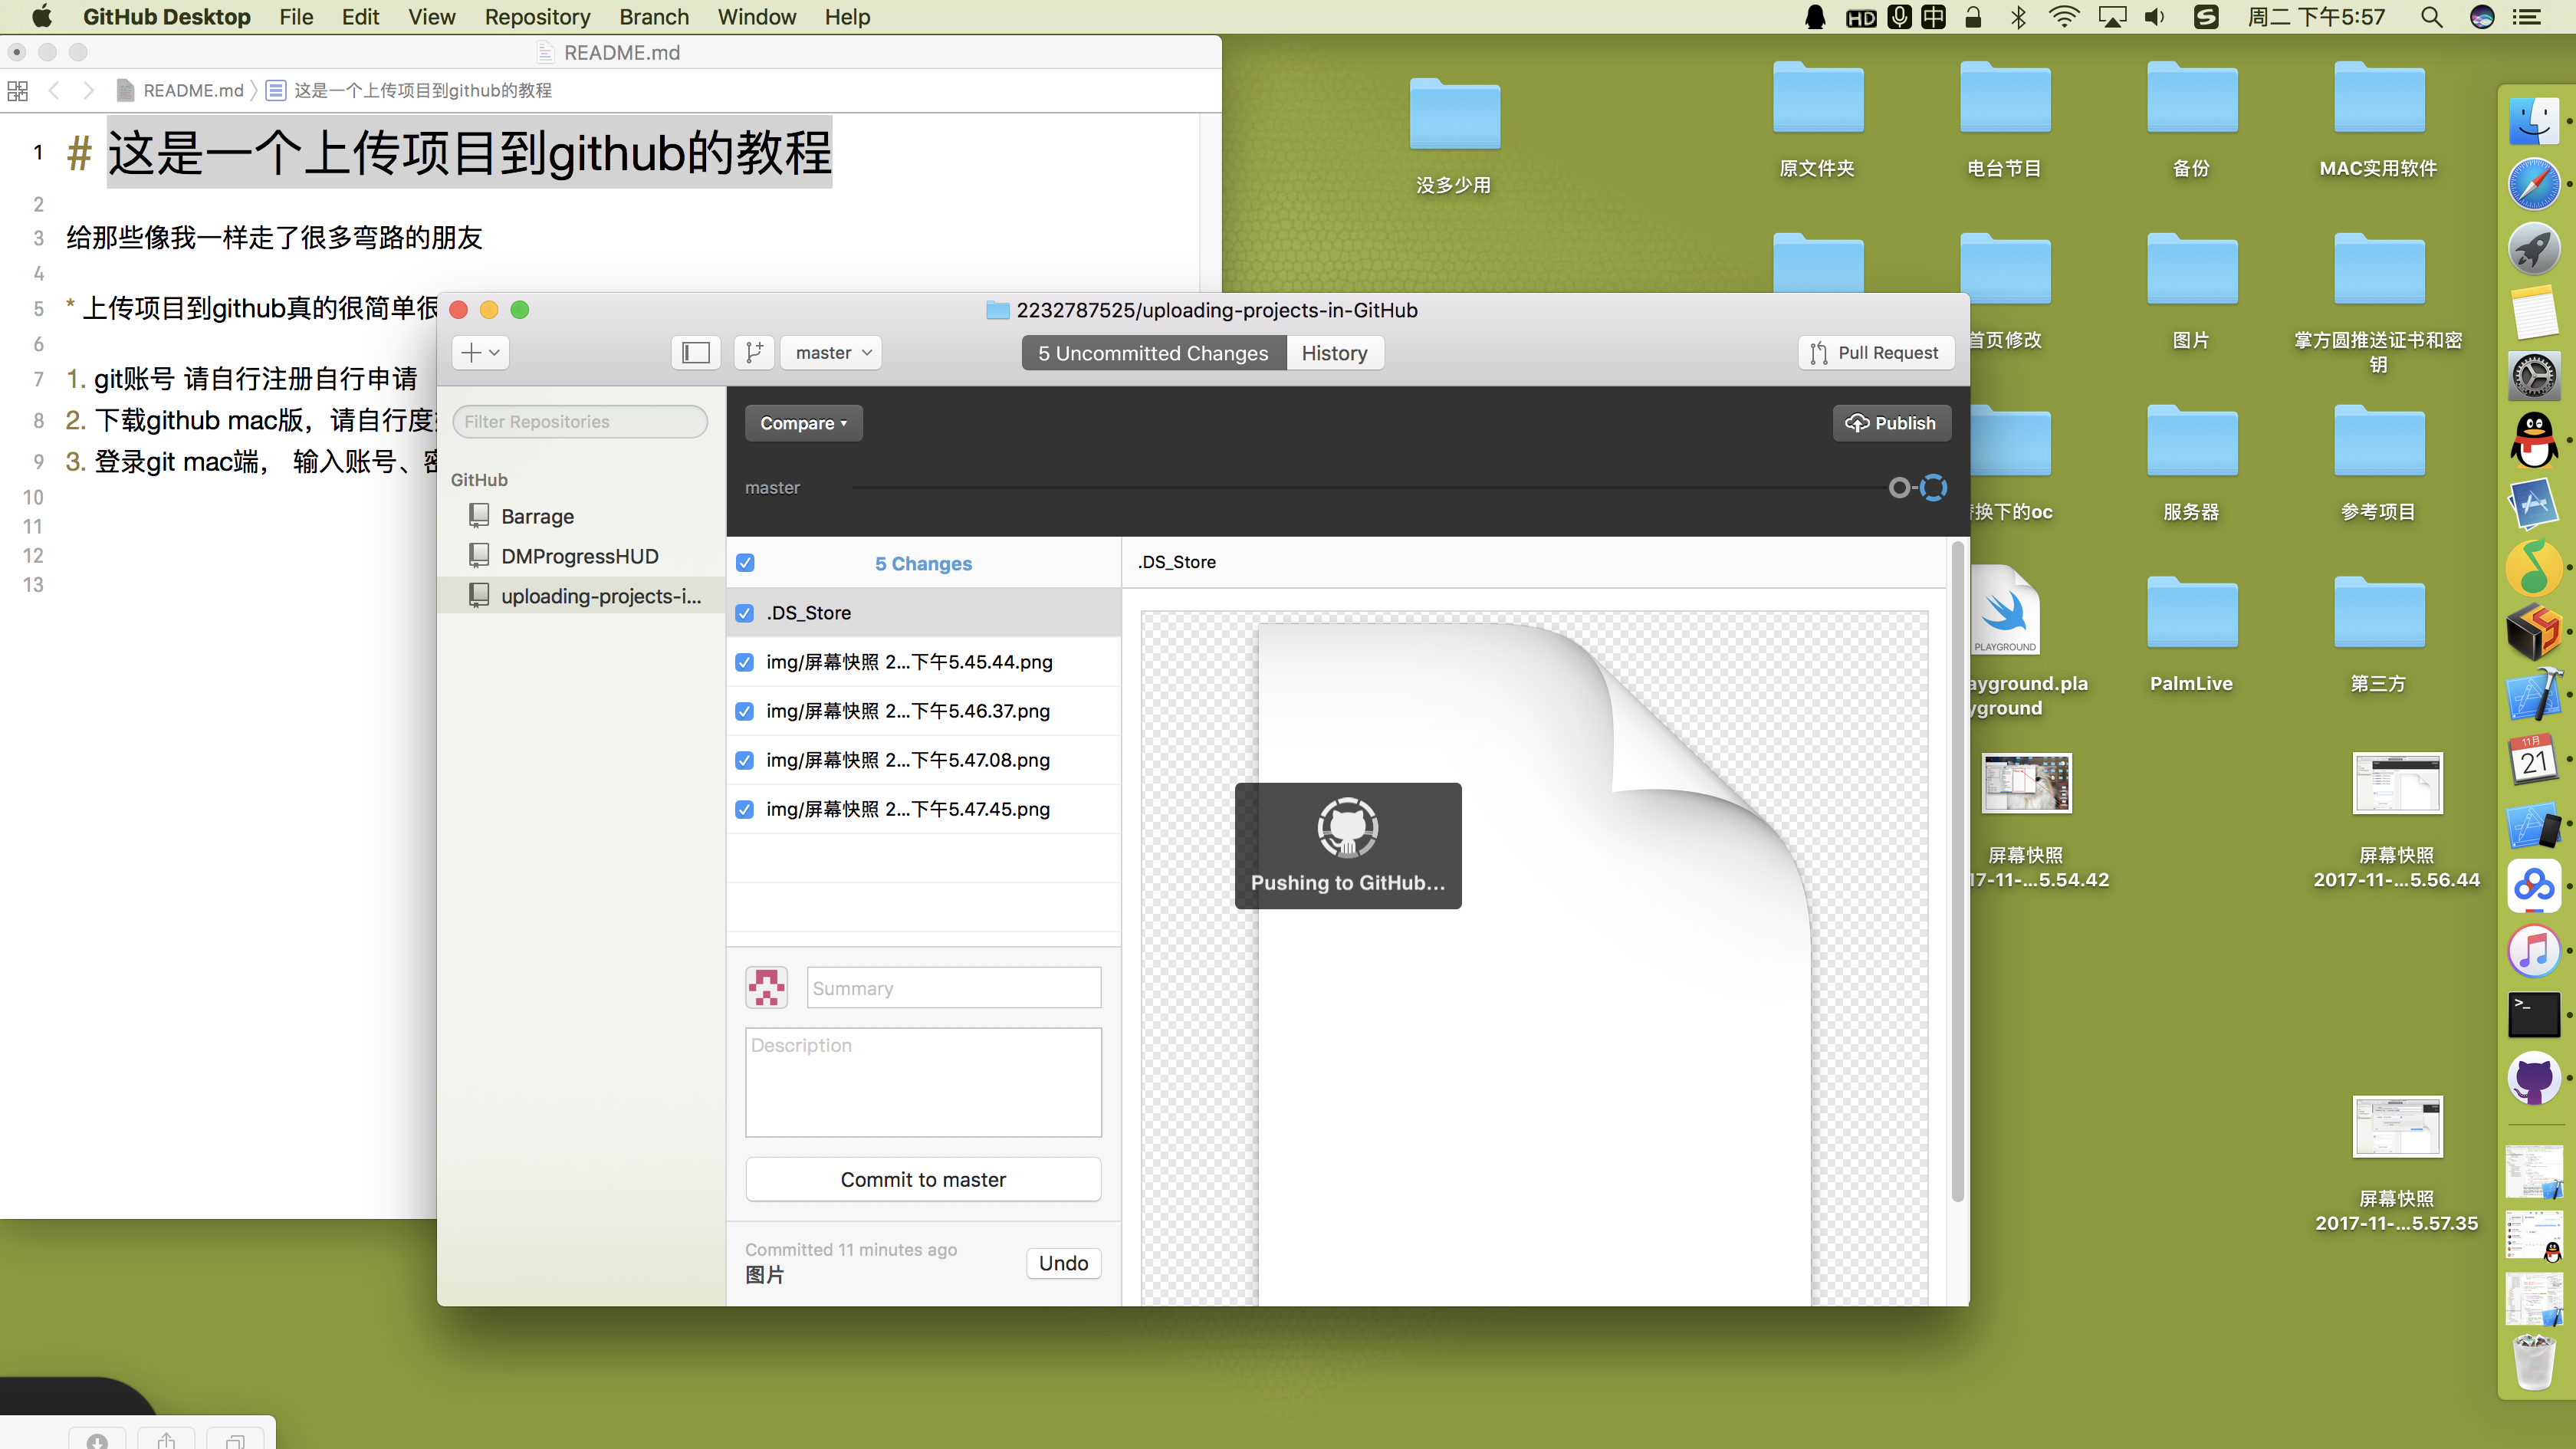 GitHub Desktop File Edit View Repository Branch Window Help
HD 中 周二 下午5:57
README.md
README.md 这是一个上传项目到github的教程
1 # 这是一个上传项目到github的教程
2
3 给那些像我一样走了很多弯路的朋友
4
5 * 上传项目到github真的很简单很
6
7 1. git账号 请自行注册自行申请
8 2. 下载github mac版，请自行度
9 3. 登录git mac端， 输入账号、密
10
11
12
13
2232787525/uploading-projects-in-GitHub
master
5 Uncommitted Changes
History
Pull Request
Filter Repositories
GitHub
Barrage
DMProgressHUD
uploading-projects-i...
Compare
Publish
master
5 Changes
.DS_Store
.DS_Store
img/屏幕快照 2...下午5.45.44.png
img/屏幕快照 2...下午5.46.37.png
img/屏幕快照 2...下午5.47.08.png
img/屏幕快照 2...下午5.47.45.png
Pushing to GitHub...
Summary
Description
Commit to master
Committed 11 minutes ago
图片
Undo
没多少用
原文件夹
电台节目
备份
MAC实用软件
首页修改
图片
掌方圆推送证书和密
钥
换下的oc
服务器
参考项目
PLAYGROUND
ayground.pla
yground
PalmLive
第三方
屏幕快照
17-11-...5.54.42
屏幕快照
2017-11-...5.56.44
屏幕快照
2017-11-...5.57.35
11月
21